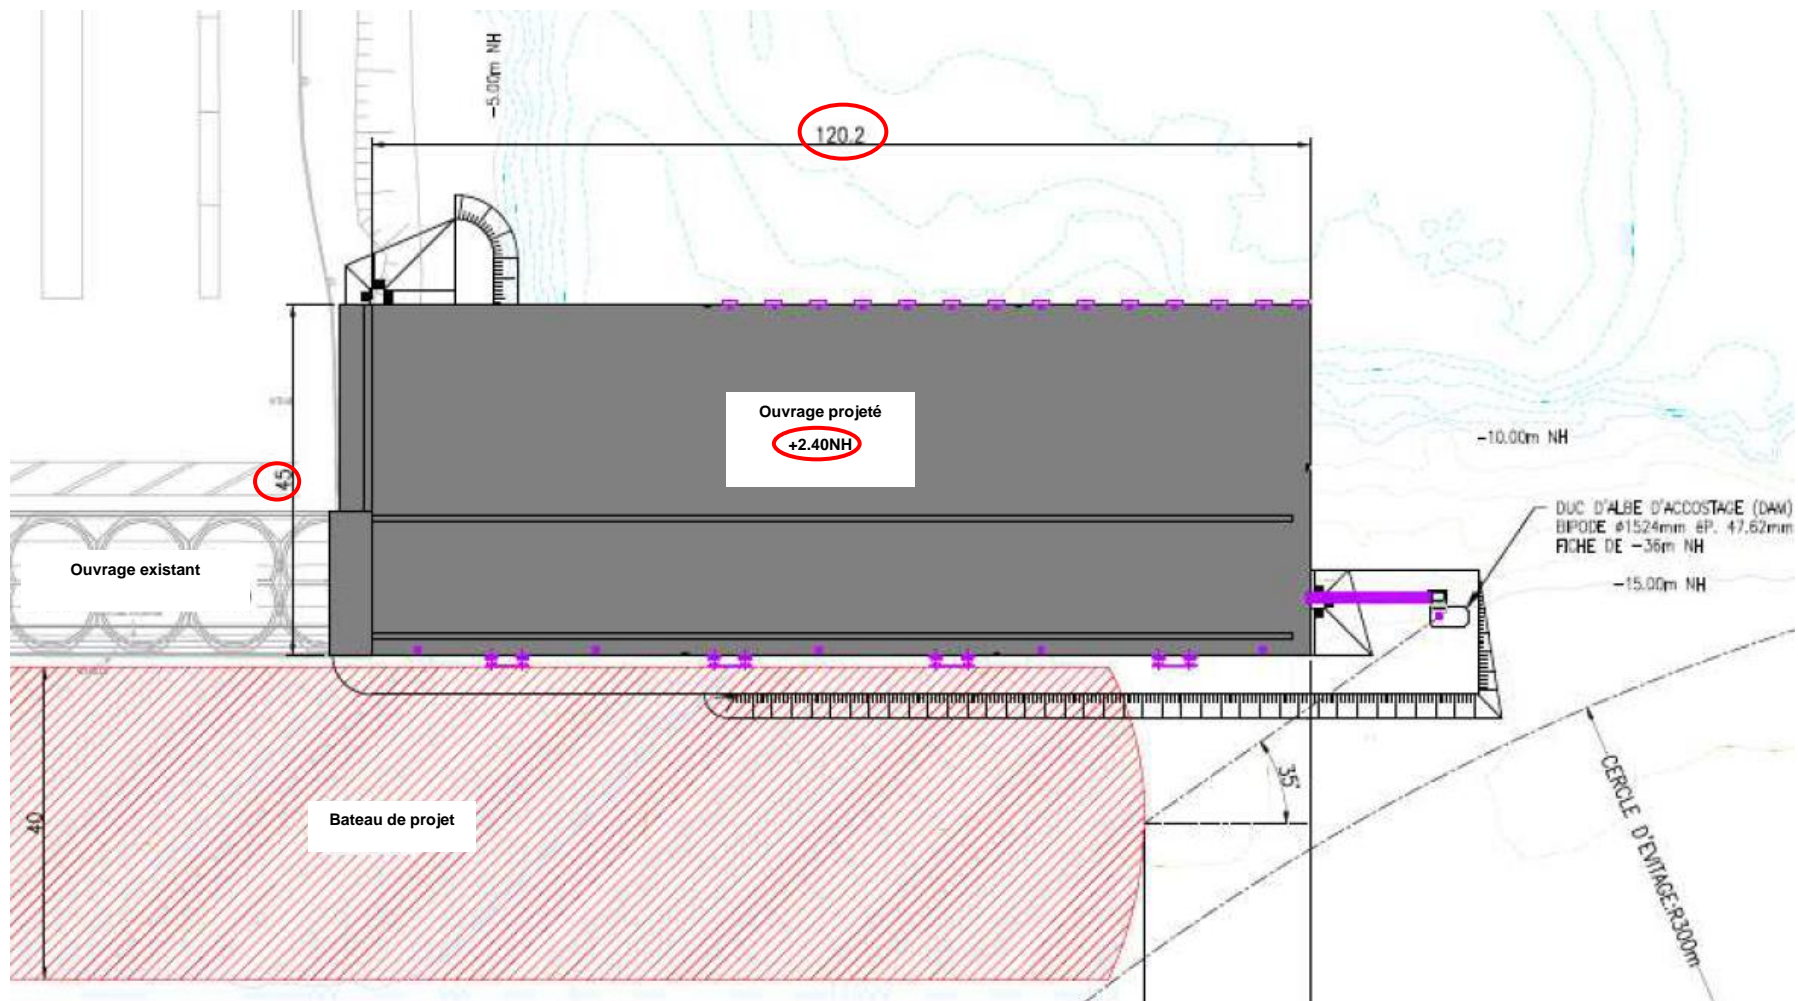 -5.00m NH
120.2
Ouvrage projeté
+2.40NH
-10.00m NH
45
DUC D'ALBE D'ACCOSTAGE (DAM)
BIPODE ø1524mm éP. 47.62mm
FICHE DE -36m NH
Ouvrage existant
-15.00m NH
35°
CERCLE D'EVITAGE:R300m
40
Bateau de projet